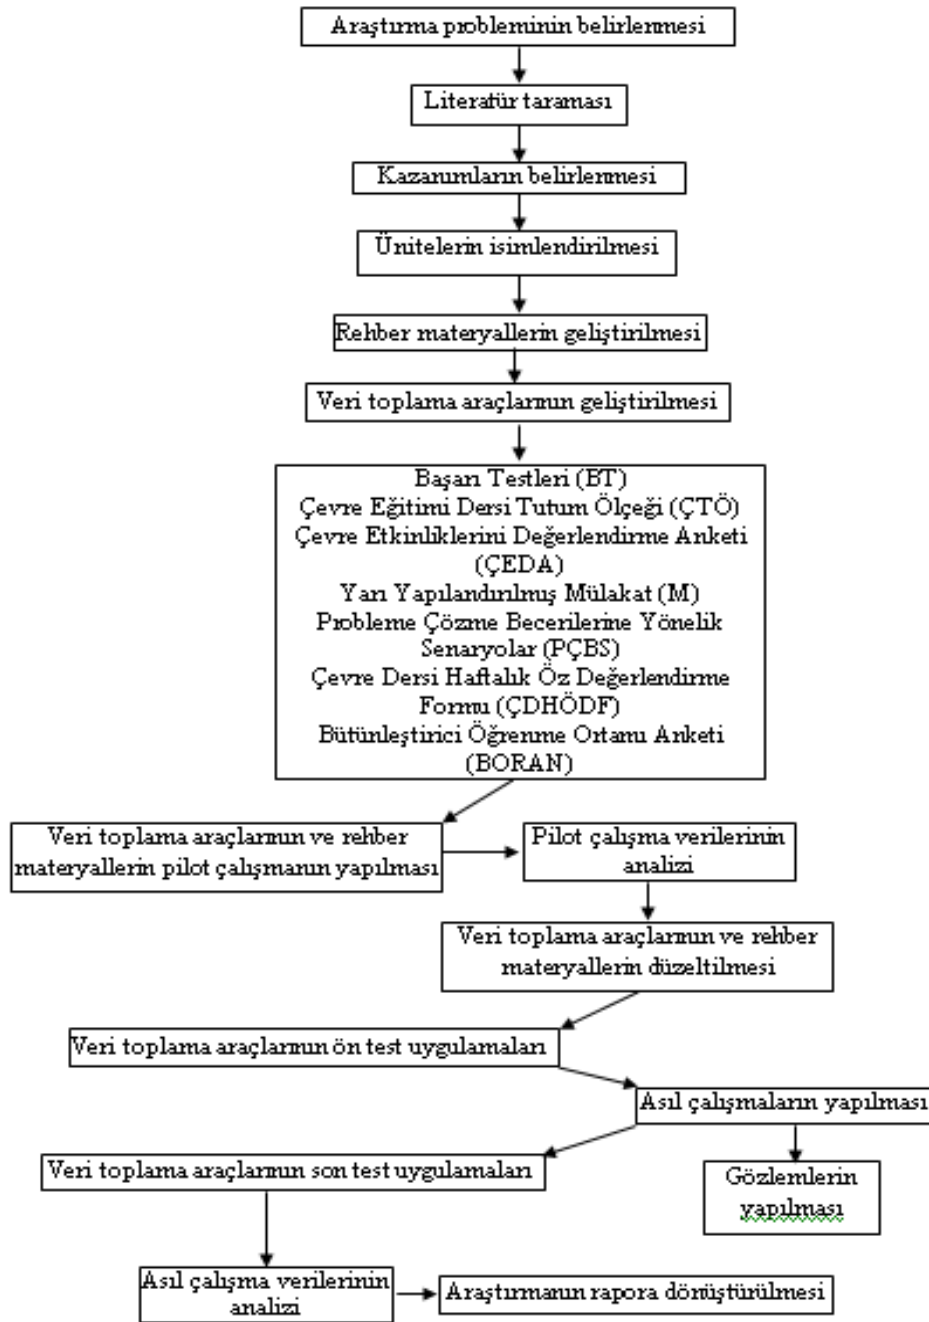 Araştırma probleminin belirlenmesi
Literatür taraması
Kazanımların belirlenmesi
Ünitelerin isimlendirilmesi
Rehber materyallerin geliştirilmesi
Veri toplama araçlarının geliştirilmesi
Başarı Testleri (BT)
Çevre Eğitimi Dersi Tutum Ölçeği (ÇTÖ)
Çevre Etkinliklerini Değerlendirme Anketi
(ÇEDA)
Yarı Yapılandırılmış Mülakat (M)
Probleme Çözme Becerilerine Yönelik
Senaryolar (PÇBS)
Çevre Dersi Haftalık Öz Değerlendirme
Formu (ÇDHÖDF)
Bütünleştirici Öğrenme Ortamı Anketi
(BORAN)
Veri toplama araçlarının ve rehber
materyallerin pilot çalışmanın yapılması
Pilot çalışma verilerinin
analizi
Veri toplama araçlarının ve rehber
materyallerin düzeltilmesi
Veri toplama araçlarının ön test uygulamaları
Asıl çalışmaların yapılması
Veri toplama araçlarının son test uygulamaları
Gözlemlerin
yapılması
Asıl çalışma verilerinin
analizi
Araştırmanın rapora dönüştürülmesi